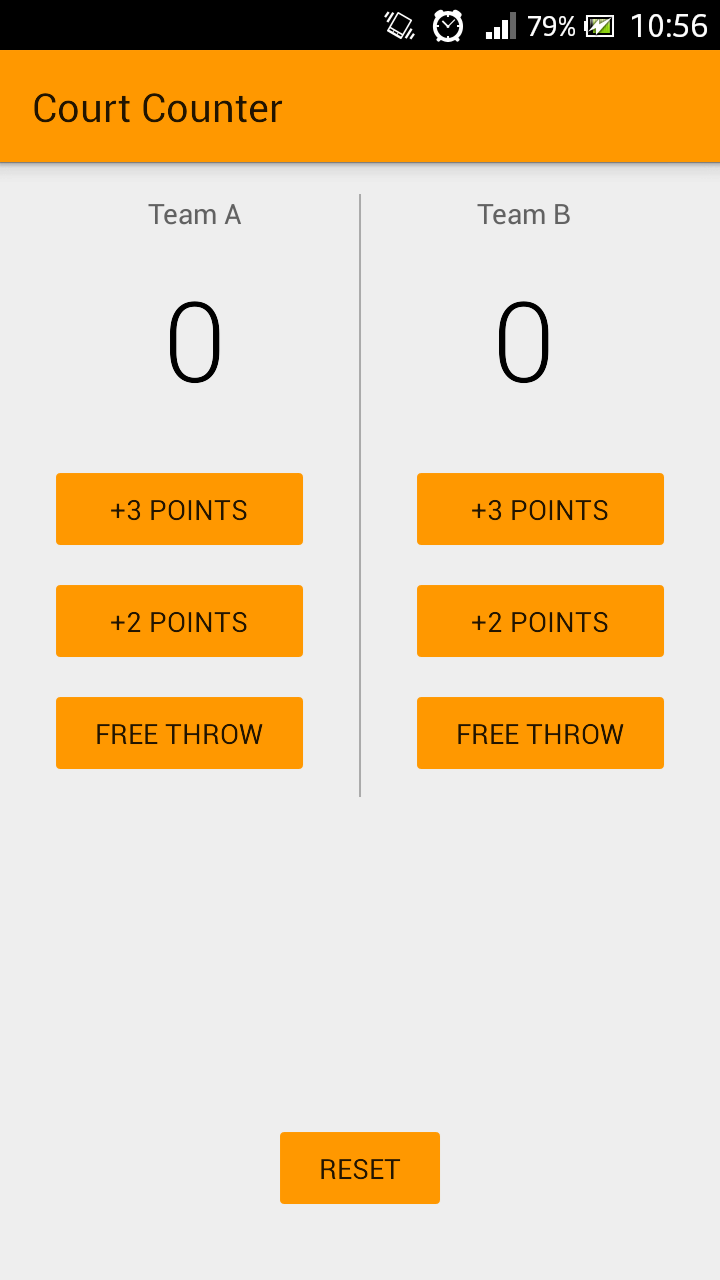 79% 10:56
Court Counter
Team A
Team B
0
0
+3 POINTS
+3 POINTS
+2 POINTS
+2 POINTS
FREE THROW
FREE THROW
RESET